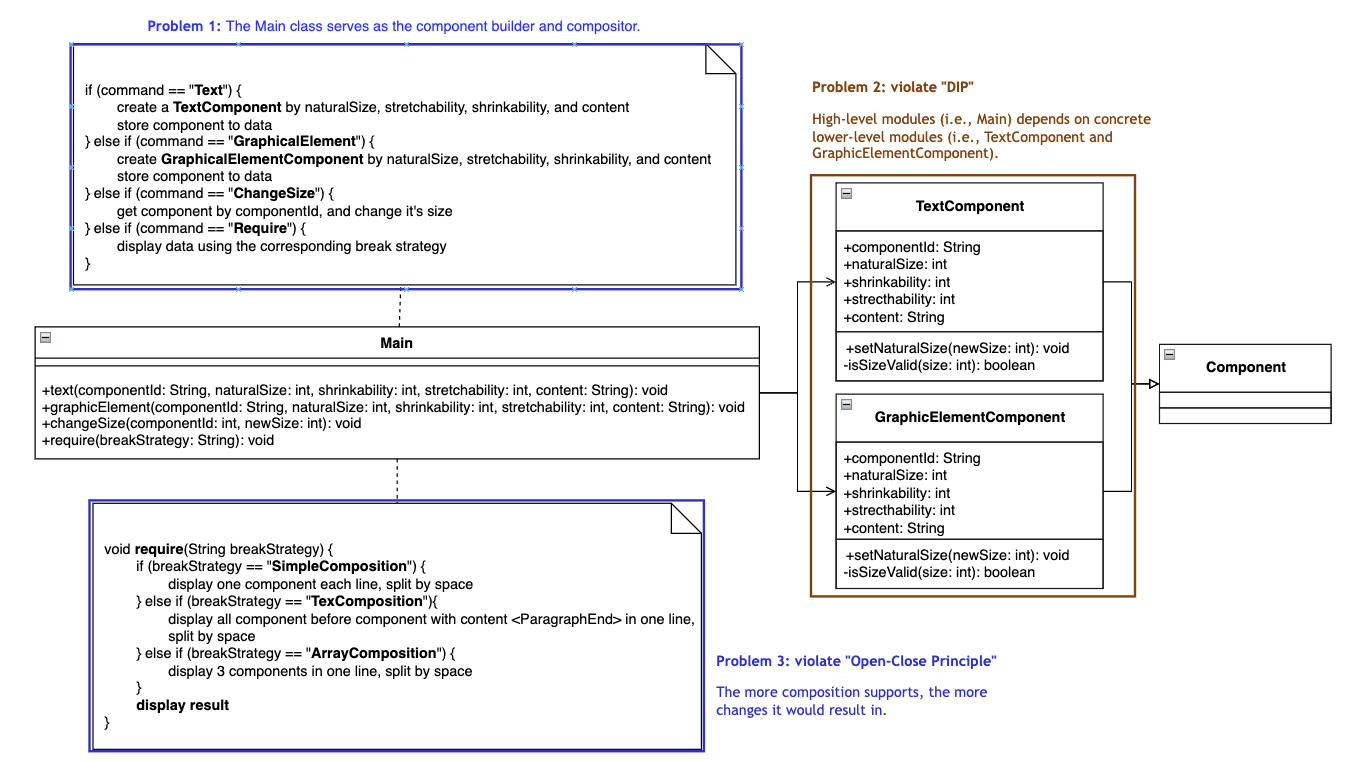 Problem 1: The Main class serves as the component builder and compositor.
if (command == "Text") {
create a TextComponent by naturalSize, stretchability, shrinkability, and content
store component to data
} else if (command == "GraphicalElement") {
create GraphicalElementComponent by naturalSize, stretchability, shrinkability, and content
store component to data
} else if (command == "ChangeSize") {
get component by componentId, and change it's size
} else if (command == "Require") {
display data using the corresponding break strategy
}
Problem 2: violate "DIP"
High-level modules (i.e., Main) depends on concrete
lower-level modules (i.e., TextComponent and
GraphicElementComponent).
Main
+text(componentId: String, naturalSize: int, shrinkability: int, stretchability: int, content: String): void
+graphicElement(componentId: String, naturalSize: int, shrinkability: int, stretchability: int, content: String): void
+changeSize(componentId: int, newSize: int): void
+require(breakStrategy: String): void
TextComponent
+componentId: String
+naturalSize: int
+shrinkability: int
+strecthability: int
+content: String
+setNaturalSize(newSize: int): void
-isSizeValid(size: int): boolean
GraphicElementComponent
+componentId: String
+naturalSize: int
+shrinkability: int
+strecthability: int
+content: String
+setNaturalSize(newSize: int): void
-isSizeValid(size: int): boolean
Component
void require(String breakStrategy) {
if (breakStrategy == "SimpleComposition") {
display one component each line, split by space
} else if (breakStrategy == "TexComposition"){
display all component before component with content <ParagraphEnd> in one line,
split by space
} else if (breakStrategy == "ArrayComposition") {
display 3 components in one line, split by space
}
display result
}
Problem 3: violate "Open-Close Principle"
The more composition supports, the more
changes it would result in.